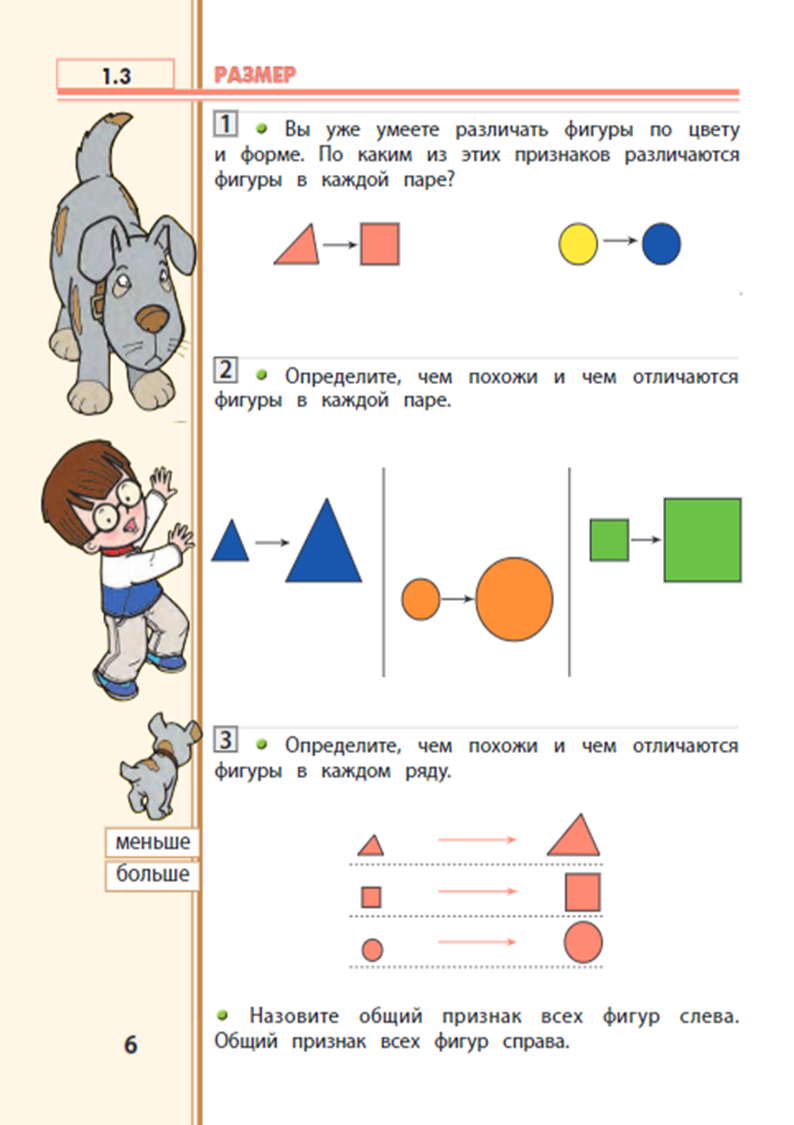 1.3
РАЗМЕР
1 • Вы уже умеете различать фигуры по цвету
и форме. По каким из этих признаков различаются
фигуры в каждой паре?
2 • Определите, чем похожи и чем отличаются
фигуры в каждой паре.
3 • Определите, чем похожи и чем отличаются
фигуры в каждом ряду.
меньше
больше
• Назовите общий признак всех фигур слева.
Общий признак всех фигур справа.
6